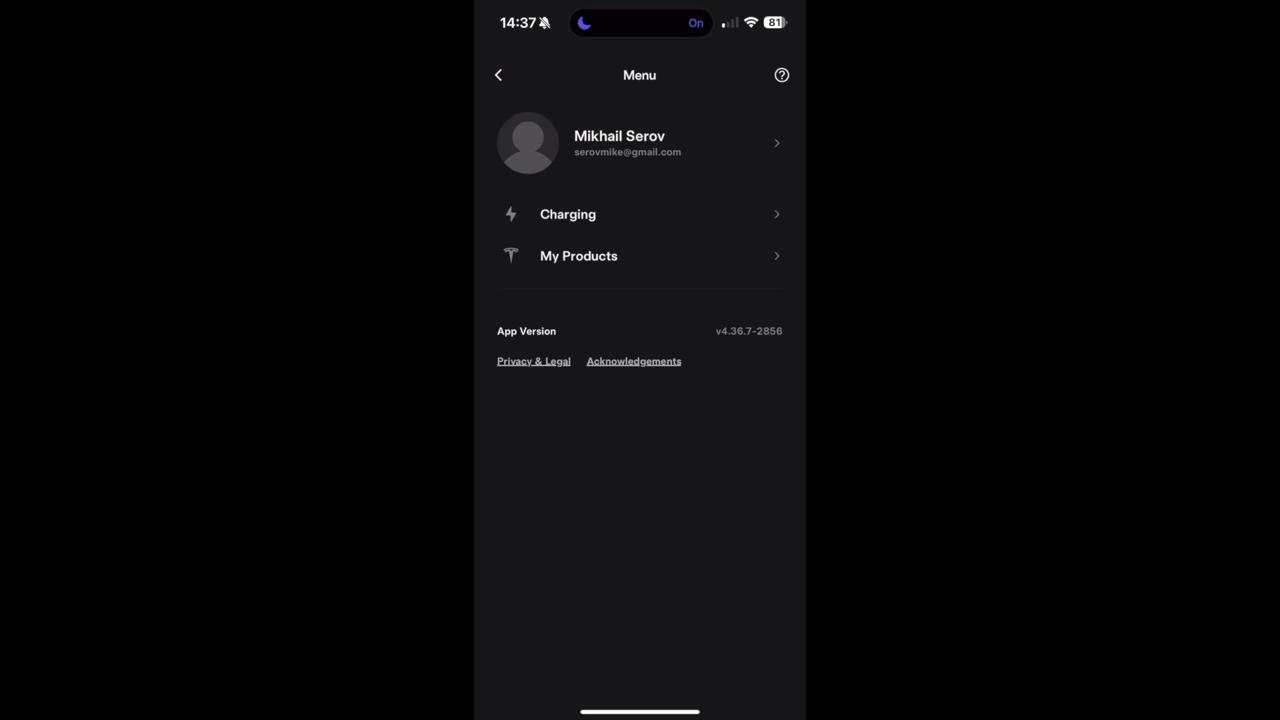 14:37 On 81
Menu
Mikhail Serov
serovmike@gmail.com
Charging
My Products
App Version v4.36.7-2856
Privacy & Legal Acknowledgements